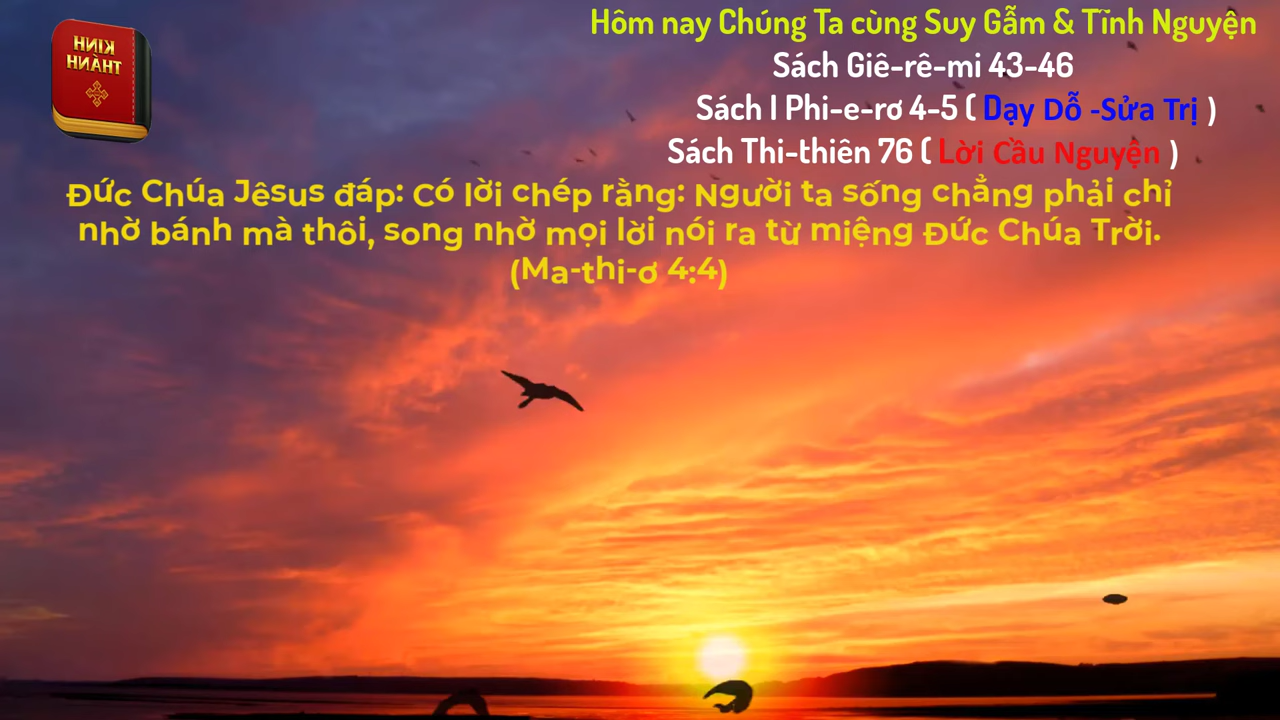 KINH
THÁNH
Hôm nay Chúng Ta cùng Suy Gẫm & Tĩnh Nguyện
Sách Giê-rê-mi 43-46
Sách I Phi-e-rơ 4-5 ( Dạy Dỗ -Sửa Trị )
Sách Thi-thiên 76 ( Lời Cầu Nguyện )
Đức Chúa Jêsus đáp: Có lời chép rằng: Người ta sống chẳng phải chỉ
nhờ bánh mà thôi, song nhờ mọi lời nói ra từ miệng Đức Chúa Trời.
(Ma-thi-ơ 4:4)